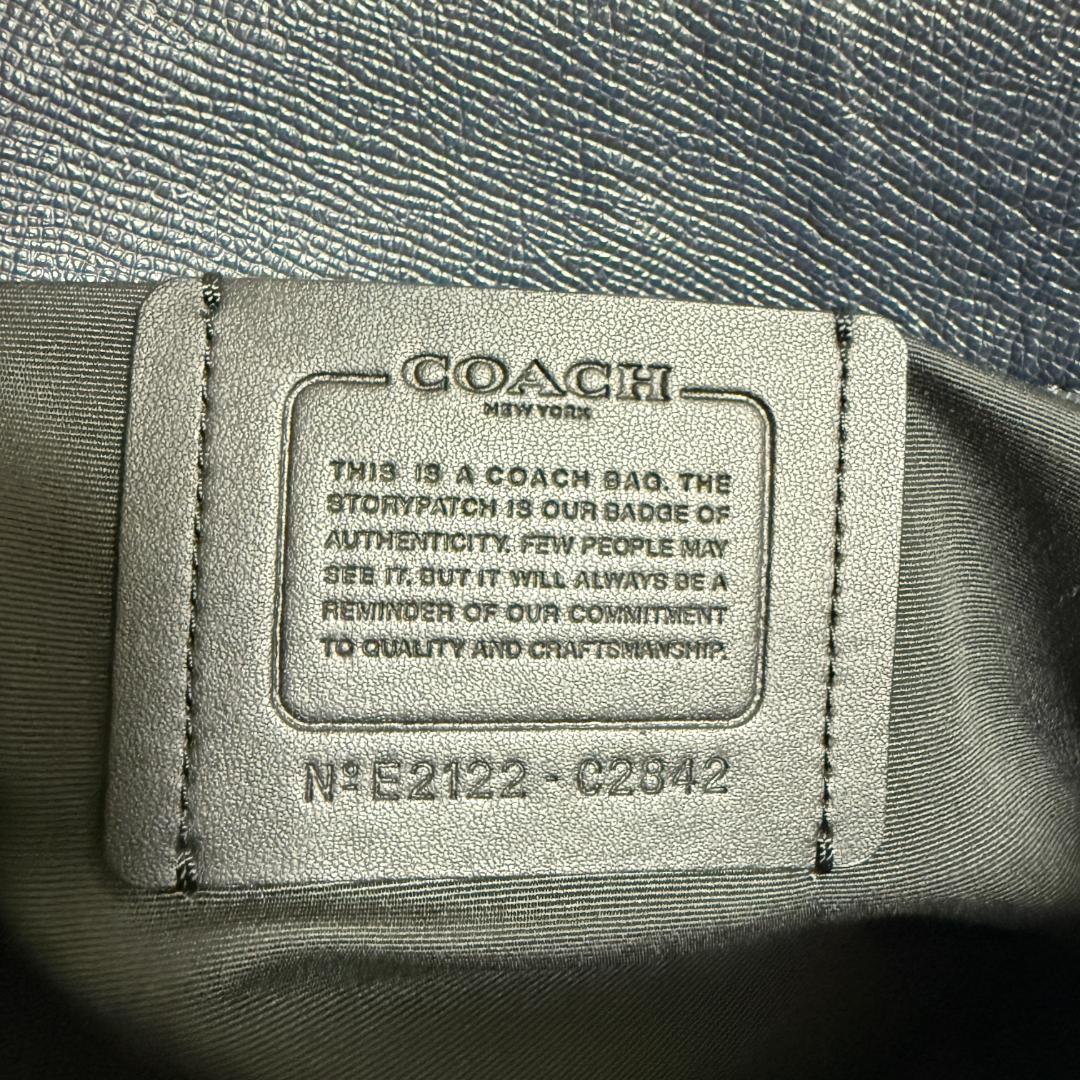 COACH
NEW YORK
THIS IS A COACH BAG. THE
STORYPATCH IS OUR BADGE OF
AUTHENTICITY. FEW PEOPLE MAY
SEE IT. BUT IT WILL ALWAYS BE A
REMINDER OF OUR COMMITMENT
TO QUALITY AND CRAFTSMANSHIP.
Nº E2122 - C2842